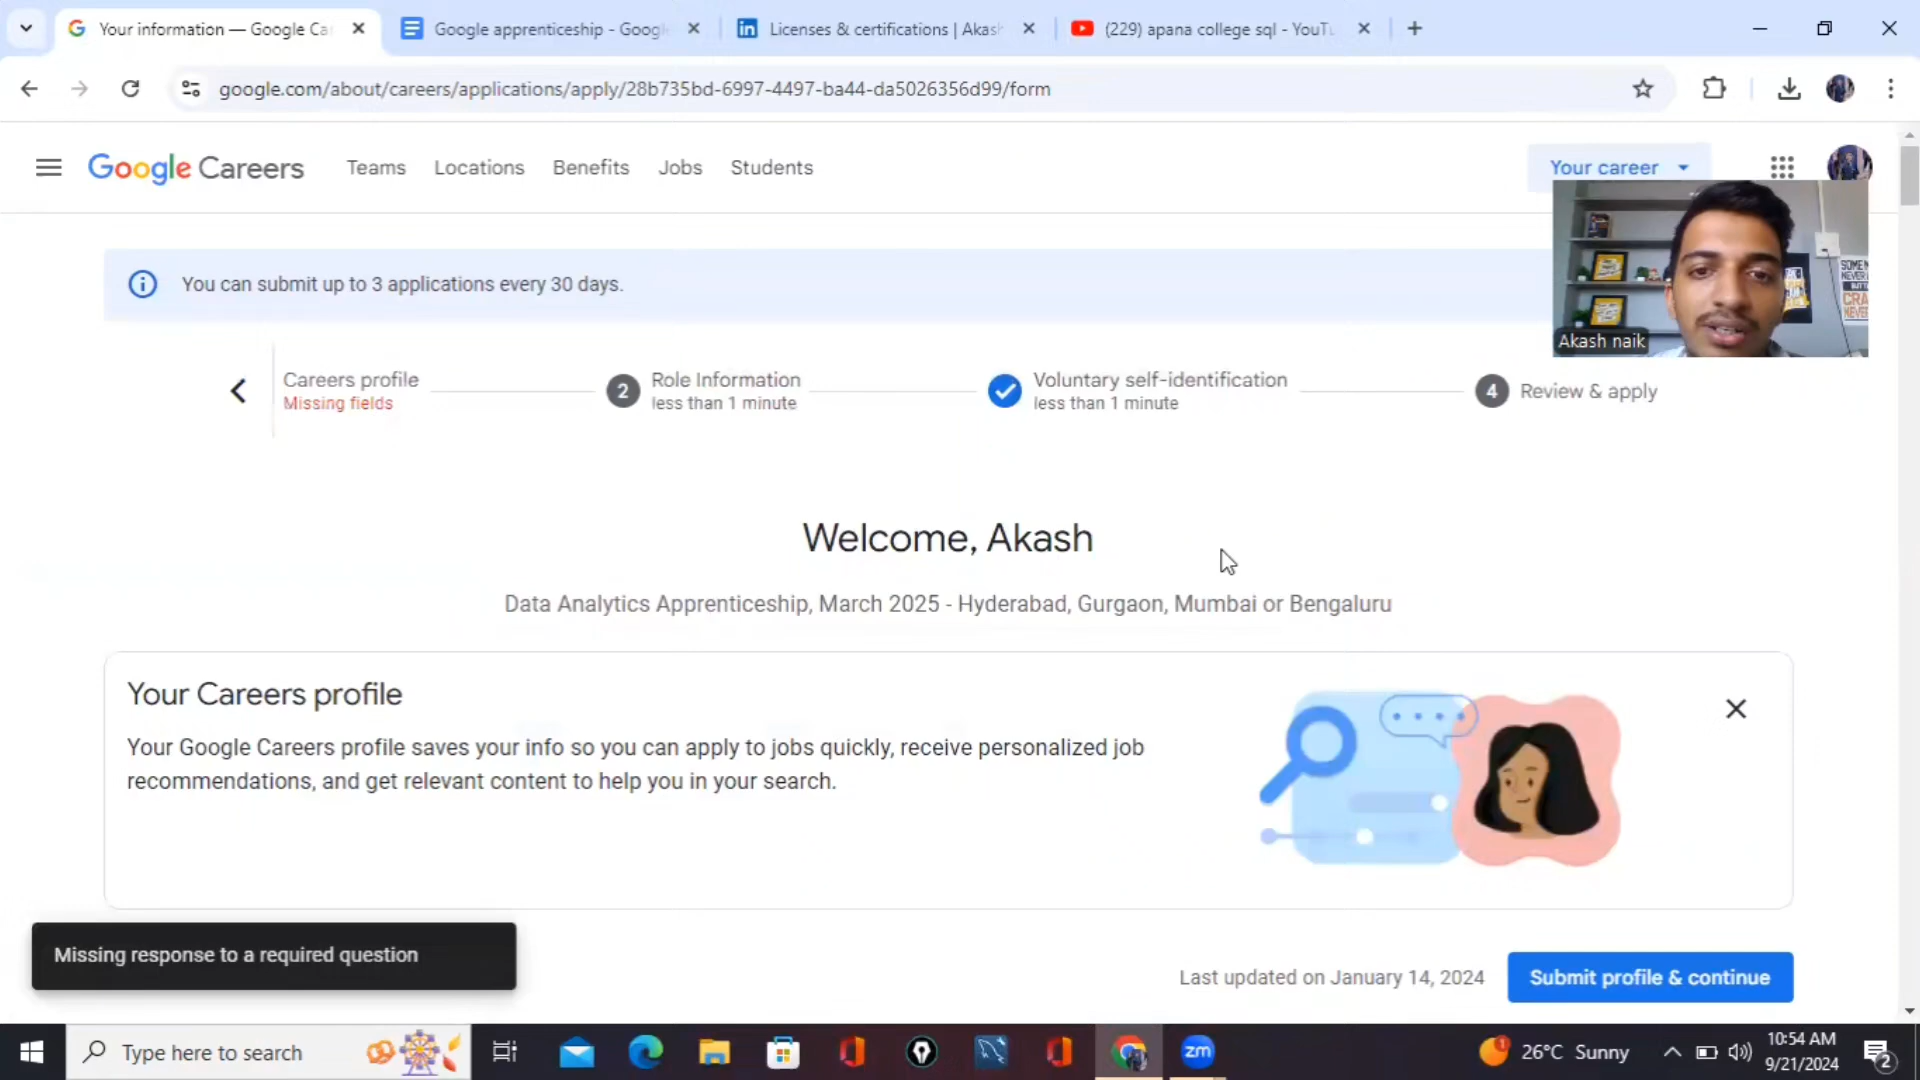 Your information — Google Ca
Google apprenticeship - Googl
Licenses & certifications | Akash
(229) apana college sql - YouTu
google.com/about/careers/applications/apply/28b735bd-6997-4497-ba44-da5026356d99/form
Google Careers
Teams
Locations
Benefits
Jobs
Students
Your career
You can submit up to 3 applications every 30 days.
Akash naik
Careers profile
Missing fields
2
Role Information
less than 1 minute
Voluntary self-identification
less than 1 minute
4
Review & apply
Welcome, Akash
Data Analytics Apprenticeship, March 2025 - Hyderabad, Gurgaon, Mumbai or Bengaluru
Your Careers profile
Your Google Careers profile saves your info so you can apply to jobs quickly, receive personalized job
recommendations, and get relevant content to help you in your search.
Missing response to a required question
Last updated on January 14, 2024
Submit profile & continue
Type here to search
zm
1
26°C Sunny
10:54 AM
9/21/2024
2